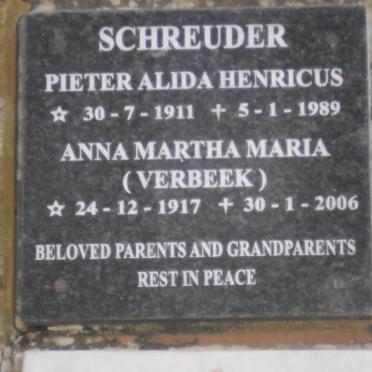 SCHREUDER
PIETER ALIDA HENRICUS
☆ 30 - 7 - 1911 + 5 - 1 - 1989
ANNA MARTHA MARIA
( VERBEEK )
☆ 24 - 12 - 1917 + 30 - 1 - 2006
BELOVED PARENTS AND GRANDPARENTS
REST IN PEACE